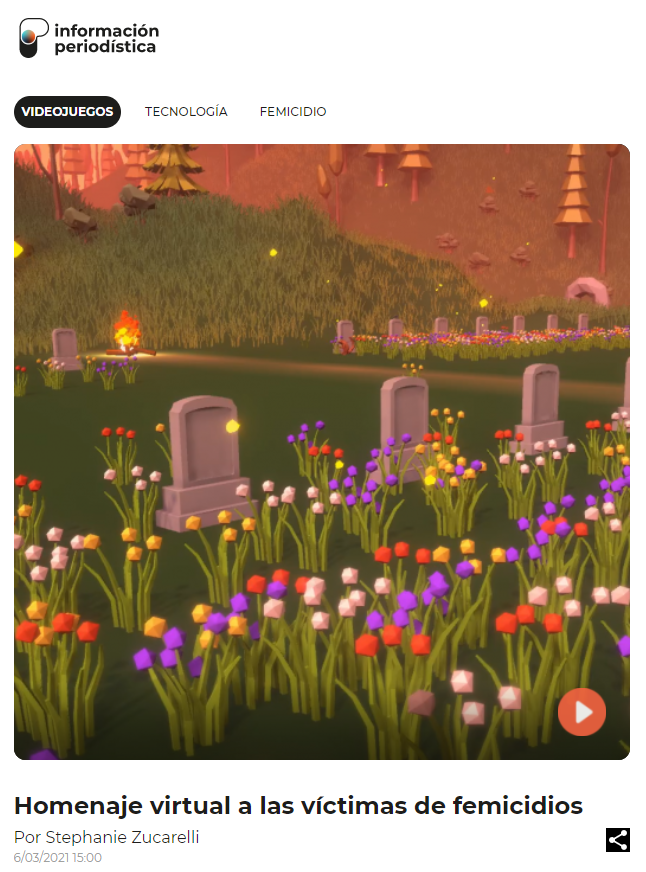 información
periodística
VIDEOJUEGOS TECNOLOGÍA FEMICIDIO
Homenaje virtual a las víctimas de femicidios
Por Stephanie Zucarelli
6/03/2021 15:00